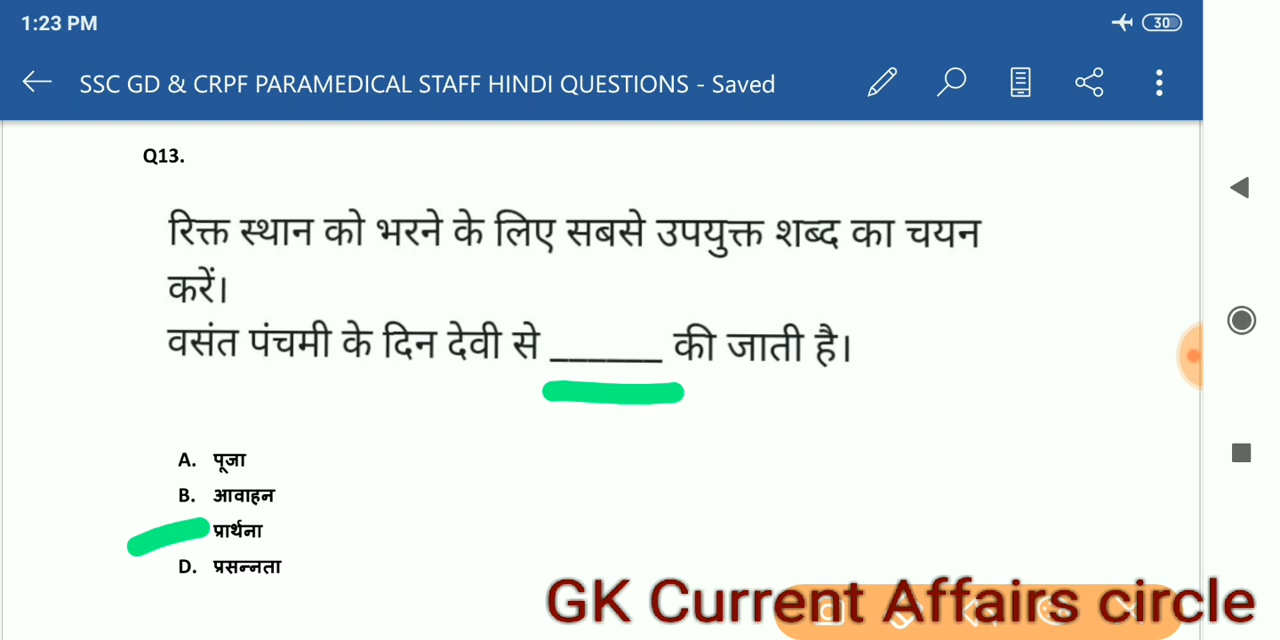 1:23 PM
30
SSC GD & CRPF PARAMEDICAL STAFF HINDI QUESTIONS - Saved
Q13.
रिक्त स्थान को भरने के लिए सबसे उपयुक्त शब्द का चयन
करें।
वसंत पंचमी के दिन देवी से ______ की जाती है।
A. पूजा
B. आवाहन
प्रार्थना
D. प्रसन्नता
GK Current Affairs circle